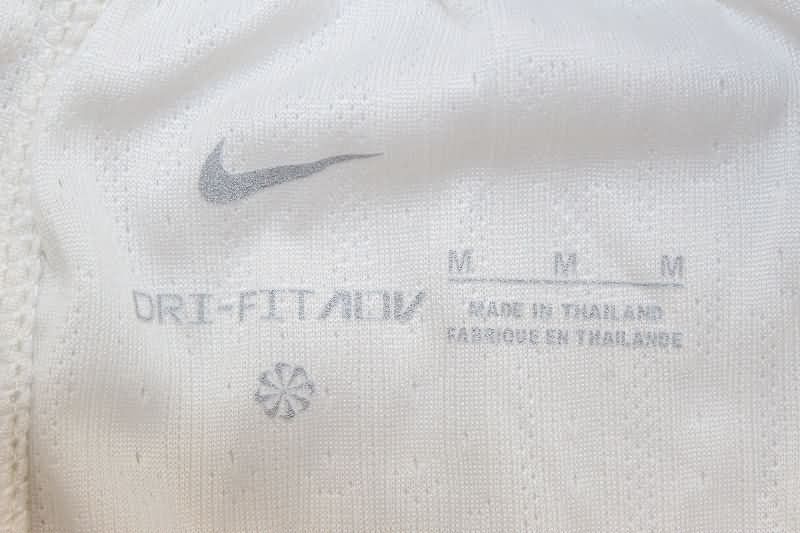 DRI-FIT ADV
M M M
MADE IN THAILAND
FABRIQUE EN THAILANDE